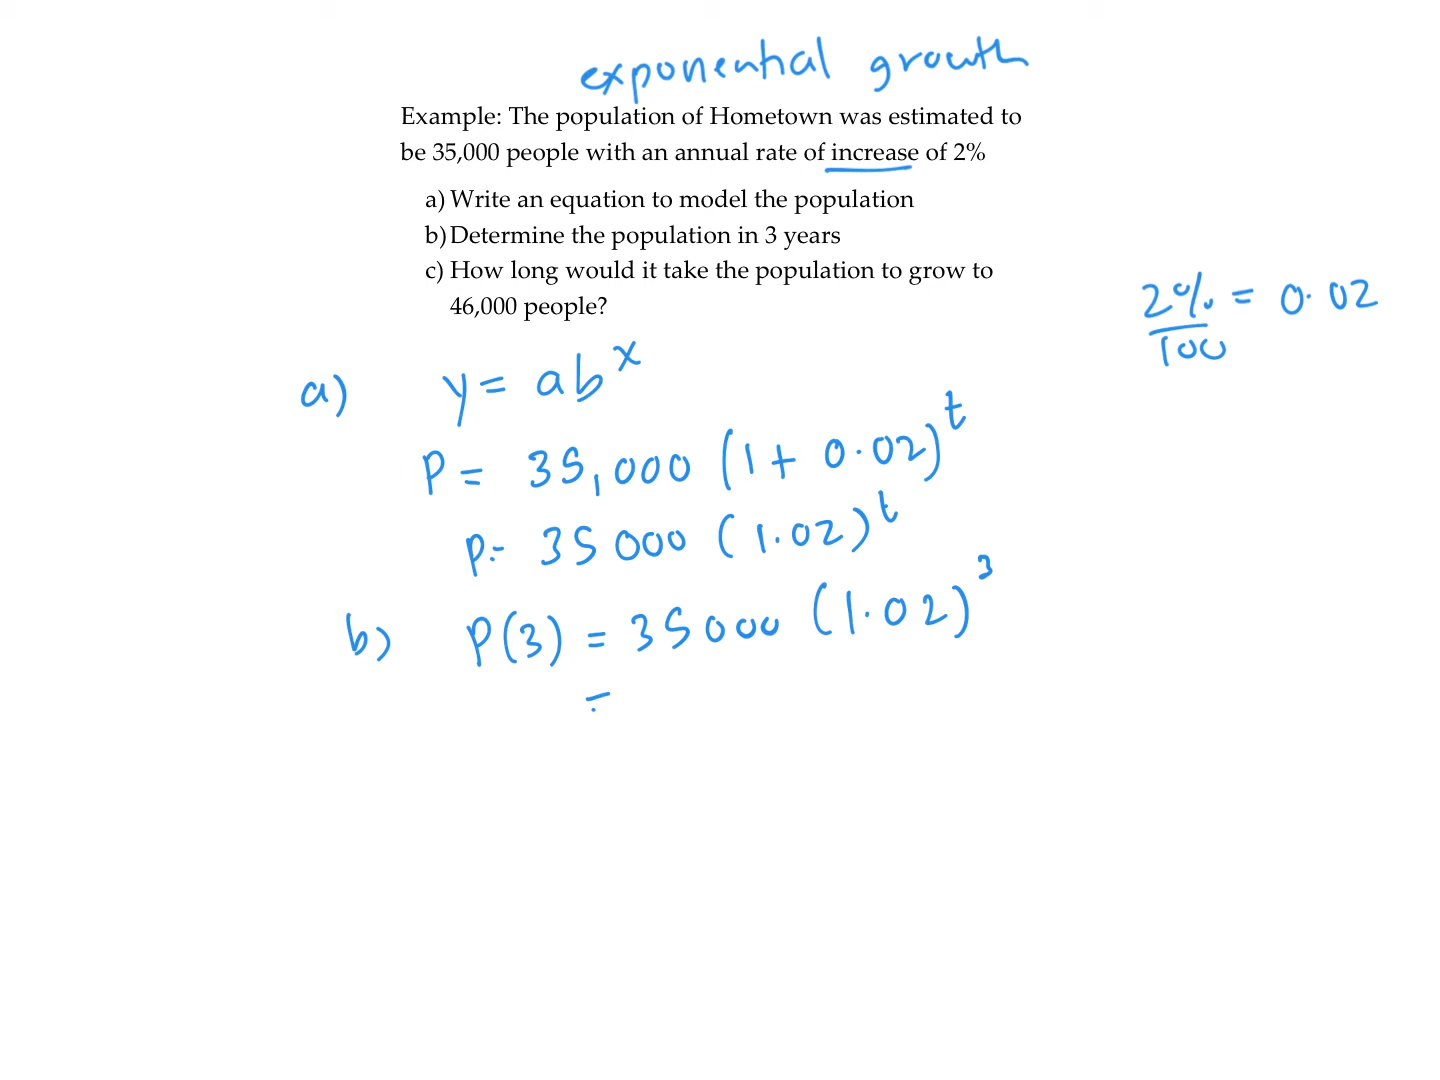 exponential growth
Example: The population of Hometown was estimated to
be 35,000 people with an annual rate of increase of 2%
a) Write an equation to model the population
b) Determine the population in 3 years
c) How long would it take the population to grow to
46,000 people?
2%/100 = 0.02
a) y = ab^x
P = 35,000 (1 + 0.02)^t
P = 35000 (1.02)^t
b) P(3) = 35000 (1.02)^3
=